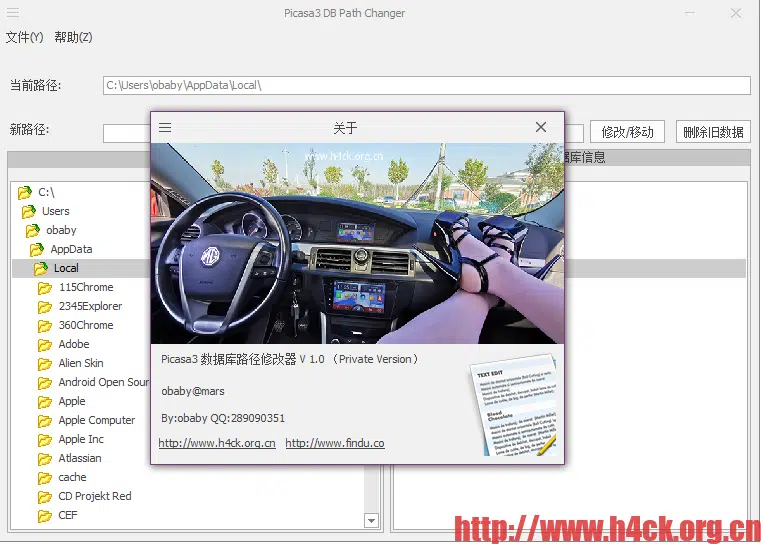 Picasa3 DB Path Changer
文件(Y) 帮助(Z)
当前路径:
C:\Users\obaby\AppData\Local\
新路径:
修改/移动
删除旧数据
据库信息
C:\
Users
obaby
AppData
Local
115Chrome
2345Explorer
360Chrome
Adobe
Alien Skin
Android Open Sour
Apple
Apple Computer
Apple Inc
Atlassian
cache
CD Projekt Red
CEF
关于
www.h4ck.org.cn
MG
Picasa3 数据库路径修改器 V 1.0 （Private Version）
obaby@mars
By:obaby QQ:289090351
http://www.h4ck.org.cn http://www.findu.co
TEXT EDIT
Blood
Chocolate
http://www.h4ck.org.cn